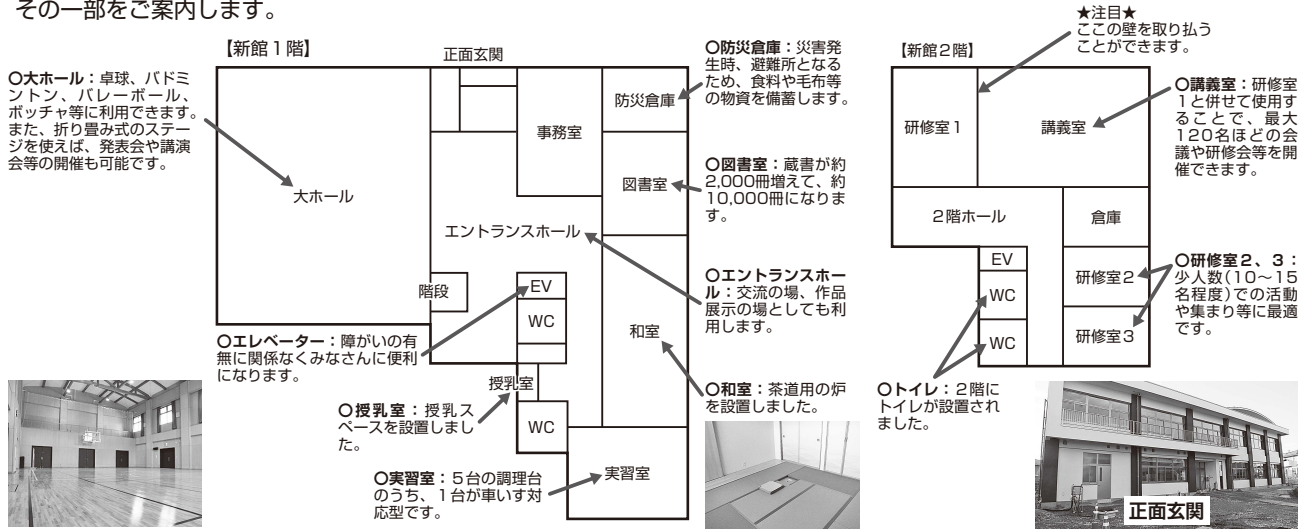 その一部をご案内します。
【新館１階】
正面玄関
○大ホール：卓球、バドミ
ントン、バレーボール、
ボッチャ等に利用できます。
また、折り畳み式のステー
ジを使えば、発表会や講演
会等の開催も可能です。
大ホール
事務室
防災倉庫
図書室
エントランスホール
階段
EV
WC
和室
授乳室
WC
実習室
○防災倉庫：災害発
生時、避難所となる
ため、食料や毛布等
の物資を備蓄します。
○図書室：蔵書が約
2,000冊増えて、約
10,000冊になりま
す。
○エントランスホー
ル：交流の場、作品
展示の場としても利
用します。
○和室：茶道用の炉
を設置しました。
○エレベーター：障がいの有
無に関係なくみなさんに便利
になります。
○授乳室：授乳ス
ペースを設置しまし
た。
○実習室：５台の調理台
のうち、１台が車いす対
応型です。
★注目★
ここの壁を取り払う
ことができます。
【新館２階】
研修室１
講義室
２階ホール
倉庫
EV
WC
WC
研修室２
研修室３
○講義室：研修室
１と併せて使用す
ることで、最大
120名ほどの会
議や研修会等を開
催できます。
○研修室２、３：
少人数(10～15
名程度)での活動
や集まり等に最適
です。
○トイレ：２階に
トイレが設置され
ました。
正面玄関